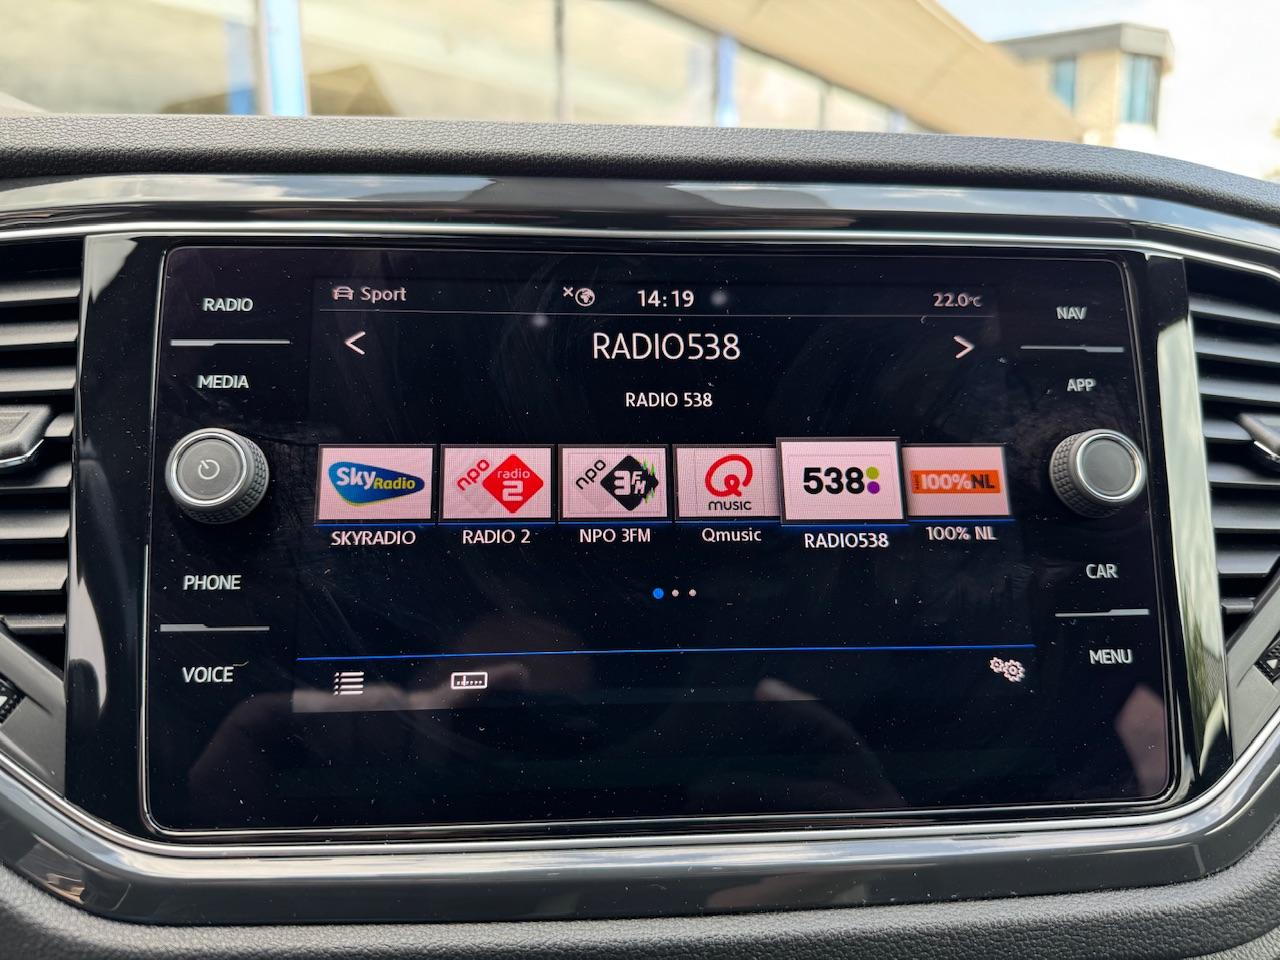 RADIO
MEDIA
PHONE
VOICE
Sport
14:19
22.0°C
< RADIO538 >
RADIO 538
Sky Radio
npo radio 2
npo 3FM
Q MUSIC
538
100%NL
SKYRADIO
RADIO 2
NPO 3FM
Qmusic
RADIO538
100% NL
NAV
APP
CAR
MENU